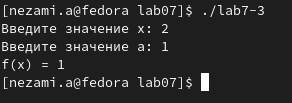 [nezami.a@fedora lab07]$ ./lab7-3
Введите значение x: 2
Введите значение a: 1
f(x) = 1
[nezami.a@fedora lab07]$